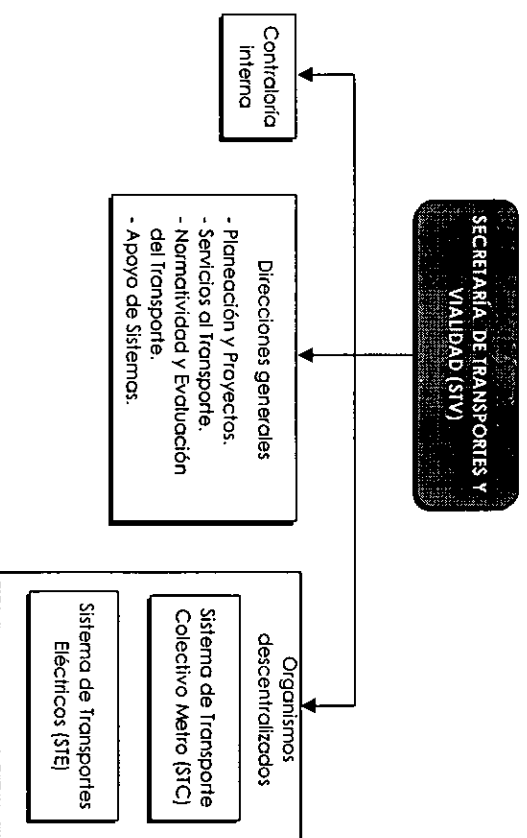 SECRETARÍA DE TRANSPORTES Y
VIALIDAD (STV)
Contraloría
interna
Direcciones generales
- Planeación y Proyectos.
- Servicios al Transporte.
- Normatividad y Evaluación
del Transporte.
- Apoyo de Sistemas.
Organismos
descentralizados
Sistema de Transporte
Colectivo Metro (STC)
Sistema de Transportes
Eléctricos (STE)